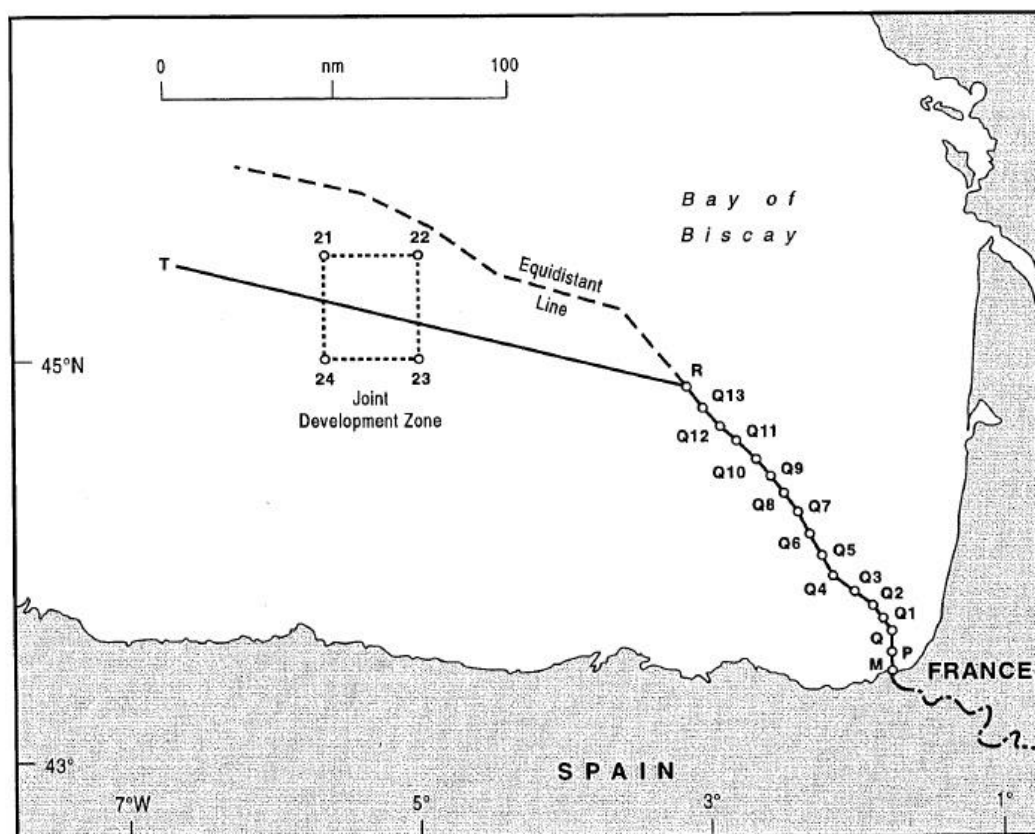 0 nm 100
Bay of
Biscay
21 22
Equidistant
Line
T
45°N
24 23
Joint
Development Zone
R
Q13
Q12 Q11
Q10 Q9
Q8 Q7
Q6 Q5
Q4 Q3
Q2
Q1
Q P
M FRANCE
43°
SPAIN
7°W 5° 3° 1°